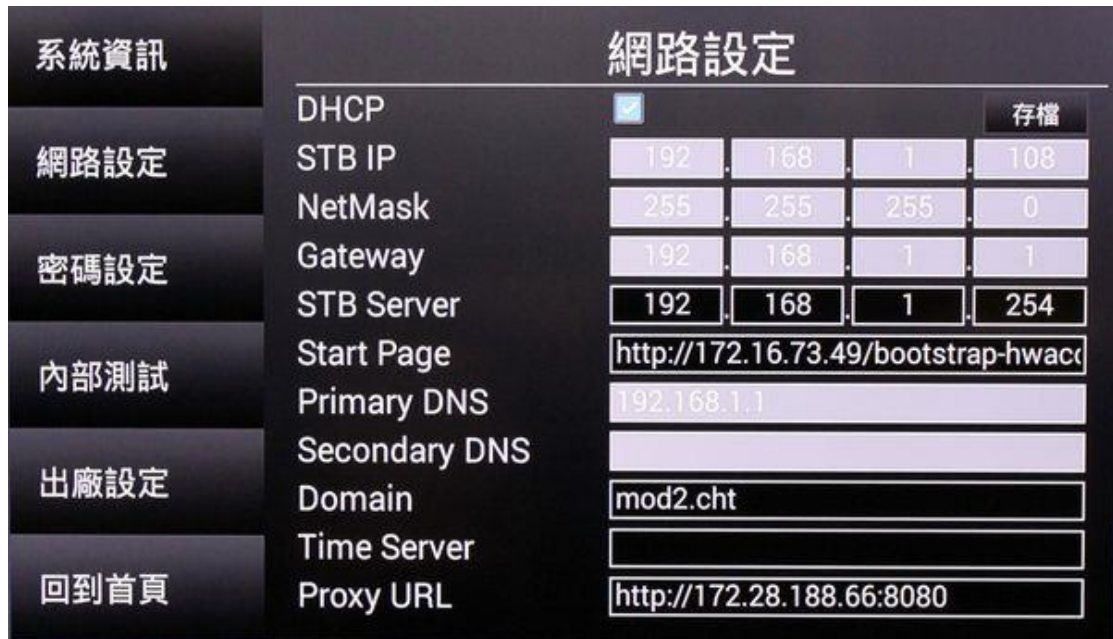 系統資訊
網路設定
密碼設定
內部測試
出廠設定
回到首頁
網路設定
DHCP
存檔
STB IP 192 . 168 . 1 . 108
NetMask 255 . 255 . 255 . 0
Gateway 192 . 168 . 1 . 1
STB Server 192 . 168 . 1 . 254
Start Page http://172.16.73.49/bootstrap-hwacc
Primary DNS 192.168.1.1
Secondary DNS
Domain mod2.cht
Time Server
Proxy URL http://172.28.188.66:8080